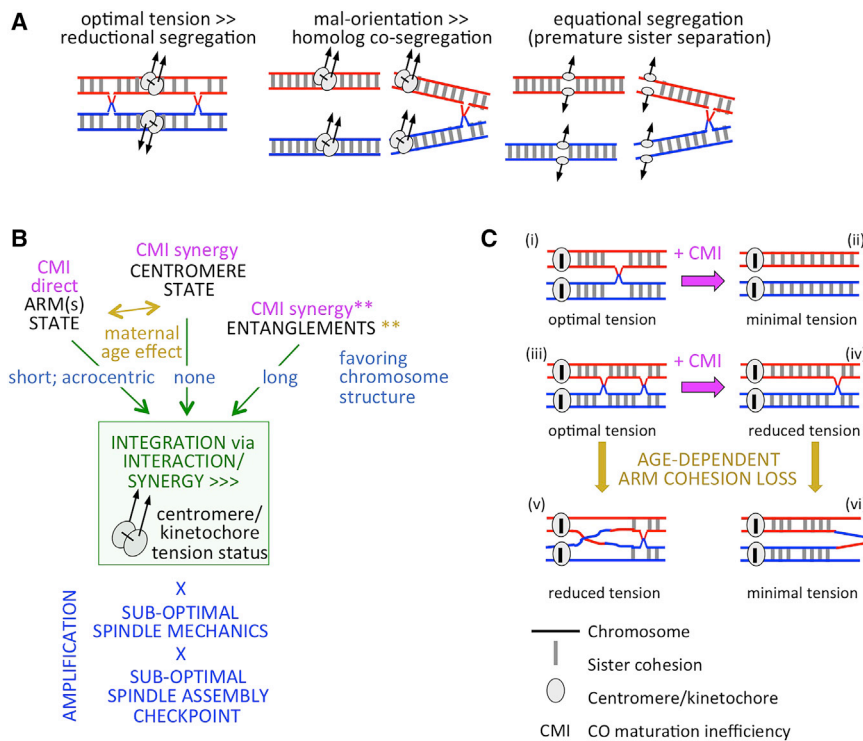 A
optimal tension >>
reductional segregation
mal-orientation >>
homolog co-segregation
equational segregation
(premature sister separation)
B
CMI synergy
CENTROMERE
STATE
CMI
direct
ARM(s)
STATE
CMI synergy**
ENTANGLEMENTS **
maternal
age effect
short; acrocentric
none
long
favoring
chromosome
structure
INTEGRATION via
INTERACTION/
SYNERGY >>>
centromere/
kinetochore
tension status
AMPLIFICATION
X
SUB-OPTIMAL
SPINDLE MECHANICS
X
SUB-OPTIMAL
SPINDLE ASSEMBLY
CHECKPOINT
C
(i)
+ CMI
(ii)
optimal tension
minimal tension
(iii)
+ CMI
(iv)
optimal tension
reduced tension
AGE-DEPENDENT
ARM COHESION LOSS
(v)
(vi
reduced tension
minimal tension
Chromosome
Sister cohesion
Centromere/kinetochore
CMI CO maturation inefficiency